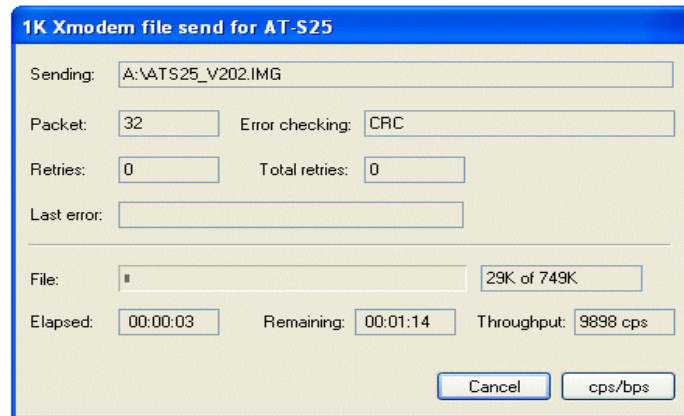 1K Xmodem file send for AT-S25
Sending: A:\ATS25_V202.IMG
Packet: 32 Error checking: CRC
Retries: 0 Total retries: 0
Last error:
File: 29K of 749K
Elapsed: 00:00:03 Remaining: 00:01:14 Throughput: 9898 cps
Cancel cps/bps